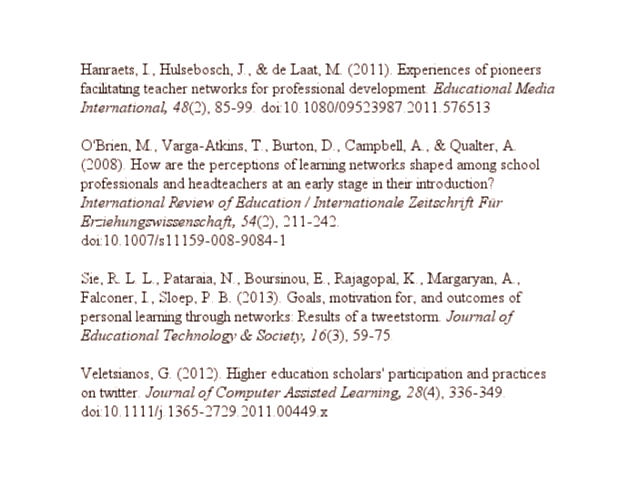 Hanraets, I., Hulsebosch, J., & de Laat, M. (2011). Experiences of pioneers
facilitating teacher networks for professional development. Educational Media
International, 48(2), 85-99. doi:10.1080/09523987.2011.576513
O'Brien, M., Varga-Atkins, T., Burton, D., Campbell, A., & Qualter, A.
(2008). How are the perceptions of learning networks shaped among school
professionals and headteachers at an early stage in their introduction?
International Review of Education / Internationale Zeitschrift Für
Erziehungswissenschaft, 54(2), 211-242.
doi:10.1007/s11159-008-9084-1
Sie, R. L. L., Pataraia, N., Boursinou, E., Rajagopal, K., Margaryan, A.,
Falconer, I., Sloep, P. B. (2013). Goals, motivation for, and outcomes of
personal learning through networks: Results of a tweetstorm. Journal of
Educational Technology & Society, 16(3), 59-75.
Veletsianos, G. (2012). Higher education scholars' participation and practices
on twitter. Journal of Computer Assisted Learning, 28(4), 336-349.
doi:10.1111/j.1365-2729.2011.00449.x